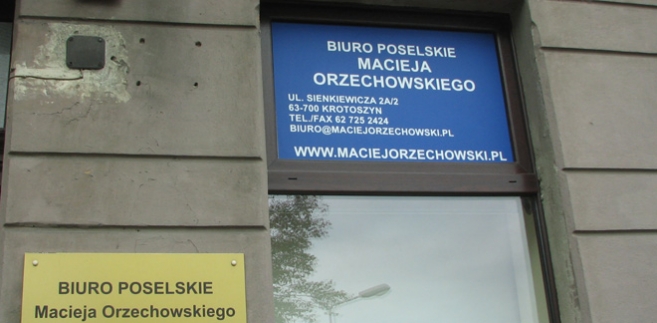 BIURO POSELSKIE
MACIEJA
ORZECHOWSKIEGO
UL. SIENKIEWICZA 2A/2
63-700 KROTOSZYN
TEL./FAX 62 725 2424
BIURO@MACIEJORZECHOWSKI.PL
WWW.MACIEJORZECHOWSKI.PL
BIURO POSELSKIE
Macieja Orzechowskiego